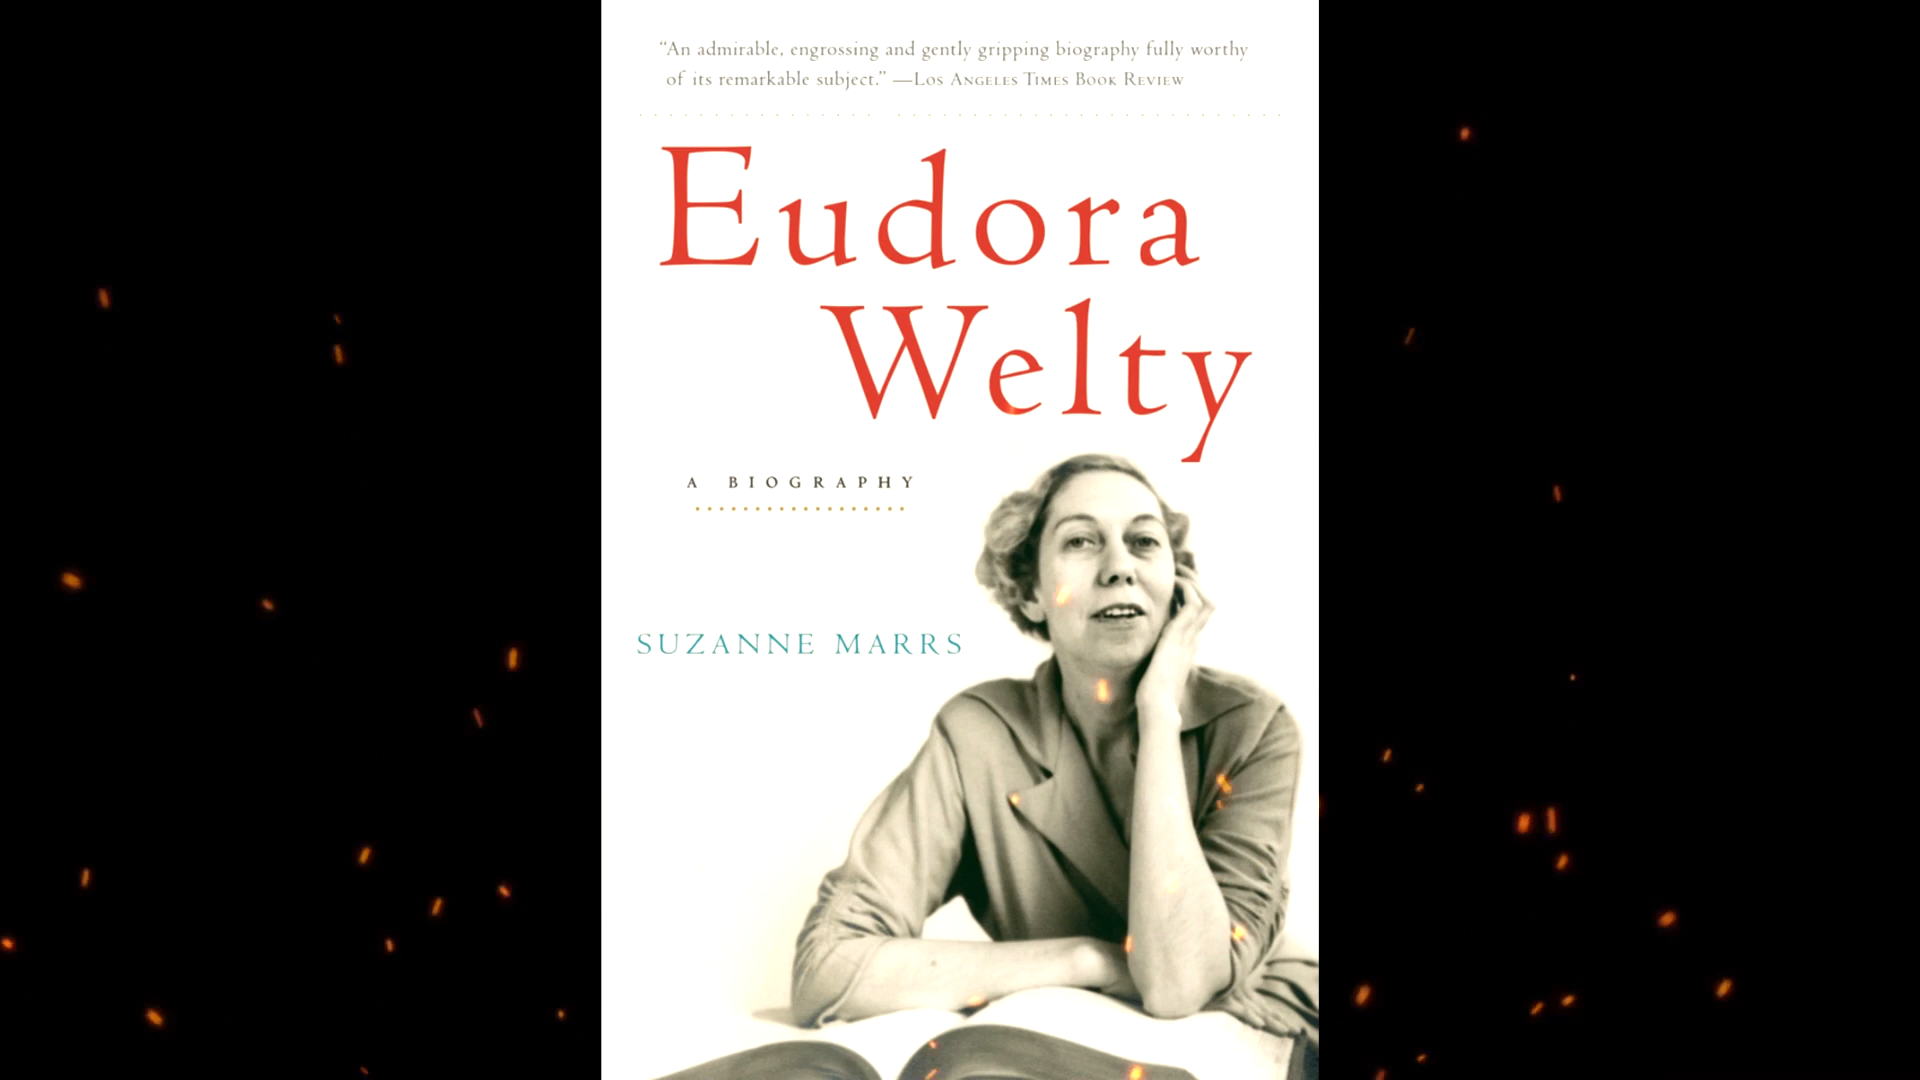 “An admirable, engrossing and gently gripping biography fully worthy
of its remarkable subject.” —Los Angeles Times Book Review
Eudora
Welty
A BIOGRAPHY
SUZANNE MARRS